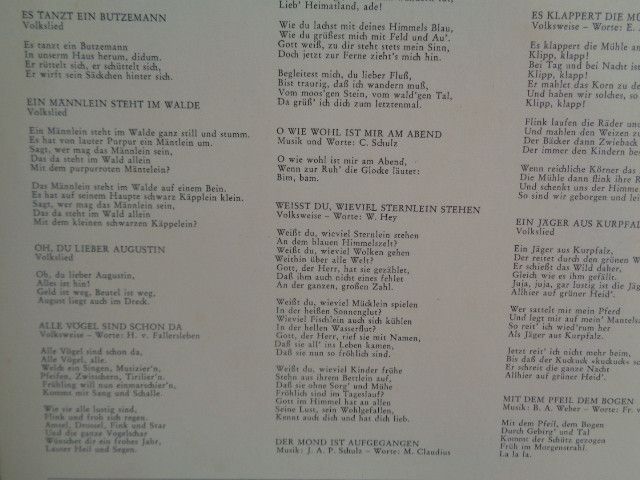 ES TANZT EIN BUTZEMANN
Volkslied
Es tanzt ein Butzemann
In unserm Haus herum, didum.
Er rüttelt sich, er schüttelt sich,
Er wirft sein Säckchen hinter sich.
EIN MÄNNLEIN STEHT IM WALDE
Volkslied
Ein Männlein steht im Walde ganz still und stumm.
Es hat von lauter Purpur ein Mäntlein um.
Sagt, wer mag das Männlein sein,
Das da steht im Wald allein
Mit dem purpurroten Mäntelein?
Das Männlein steht im Walde auf einem Bein.
Es hat auf seinem Haupte schwarz Käpplein klein.
Sagt, wer mag das Männlein sein,
Das da steht im Wald allein
Mit dem kleinen schwarzen Käppelein?
OH, DU LIEBER AUGUSTIN
Volkslied
Oh, du lieber Augustin,
Alles ist hin!
Geld ist weg, Beutel ist weg,
August liegt auch im Dreck.
ALLE VÖGEL SIND SCHON DA
Volksweise – Worte: H. v. Fallersleben
Alle Vögel sind schon da,
Alle Vögel, alle.
Welch ein Singen, Musizier'n,
Pfeifen, Zwitschern, Tirilier'n.
Frühling will nun einmarschier'n,
Kommt mit Sang und Schalle.
Wie sie alle lustig sind,
Flink und froh sich regen.
Amsel, Drossel, Fink und Star
Und die ganze Vogelschar
Wünschet dir ein frohes Jahr,
Lauter Heil und Segen.
Lieb' Heimatland, ade!
Wie du lachst mit deines Himmels Blau,
Wie du grüßest mich mit Feld und Au'.
Gott weiß, zu dir steht stets mein Sinn,
Doch jetzt zur Ferne zieht's mich hin.
Begleitest mich, du lieber Fluß,
Bist traurig, daß ich wandern muß,
Vom moos'gen Stein, vom wald'gen Tal,
Da grüß' ich dich zum letztenmal.
O WIE WOHL IST MIR AM ABEND
Musik und Worte: C. Schulz
O wie wohl ist mir am Abend,
Wenn zur Ruh' die Glocke läutet:
Bim, bam.
WEISST DU, WIEVIEL STERNLEIN STEHEN
Volksweise – Worte: W. Hey
Weißt du, wieviel Sternlein stehen
An dem blauen Himmelszelt?
Weißt du, wieviel Wolken gehen
Weithin über alle Welt?
Gott, der Herr, hat sie gezählet,
Daß ihm auch nicht eines fehlet
An der ganzen, großen Zahl.
Weißt du, wieviel Mücklein spielen
In der heißen Sonnenglut?
Wieviel Fischlein auch sich kühlen
In der hellen Wasserflut?
Gott, der Herr, rief sie mit Namen,
Daß sie all' ins Leben kamen,
Daß sie nun so fröhlich sind.
Weißt du, wieviel Kinder frühe
Stehn aus ihrem Bettlein auf,
Daß sie ohne Sorg' und Mühe
Fröhlich sind im Tageslauf?
Gott im Himmel hat an allen
Seine Lust, sein Wohlgefallen,
Kennt auch dich und hat dich lieb.
DER MOND IST AUFGEGANGEN
Musik: J. A. P. Schulz – Worte: M. Claudius
ES KLAPPERT DIE
Volksweise – Worte: E.
Es klappert die Mühle
Klipp, klapp!
Bei Tag und bei Nacht ist
Klipp, klapp!
Er mahlet das Korn zu
Und haben wir solches, so
Klipp, klapp!
Flink laufen die Räder und
Und mahlen den Weizen
Der Bäcker dann Zwieback
Der immer den Kindern
Wenn reichliche Körner das
Die Mühle dann flink ihre
Und schenkt uns der Himme
So sind wir geborgen und
EIN JÄGER AUS KURPFAL
Volkslied
Ein Jäger aus Kurpfalz,
Der reitet durch den grünen W
Er schießt das Wild daher,
Gleich wie es ihm gefällt.
Juja, juja, gar lustig ist die
Allhier auf grüner Heid'.
Wer sattelt mir mein Pferd
Und legt mir auf mein' Mantelsa
So reit' ich wied'rum her
Als Jäger aus Kurpfalz.
Jetzt reit' ich nicht mehr heim,
Bis daß der Kuckuck «kuckuck»
Er schreit die ganze Nacht
Allhier auf grüner Heid'.
MIT DEM PFEIL DEM BOGEN
Musik: B. A. Weber – Worte: Fr.
Mit dem Pfeil, dem Bogen
Durch Gebirg' und Tal
Kommt der Schütz gezogen
Früh im Morgenstrahl.
La la la.